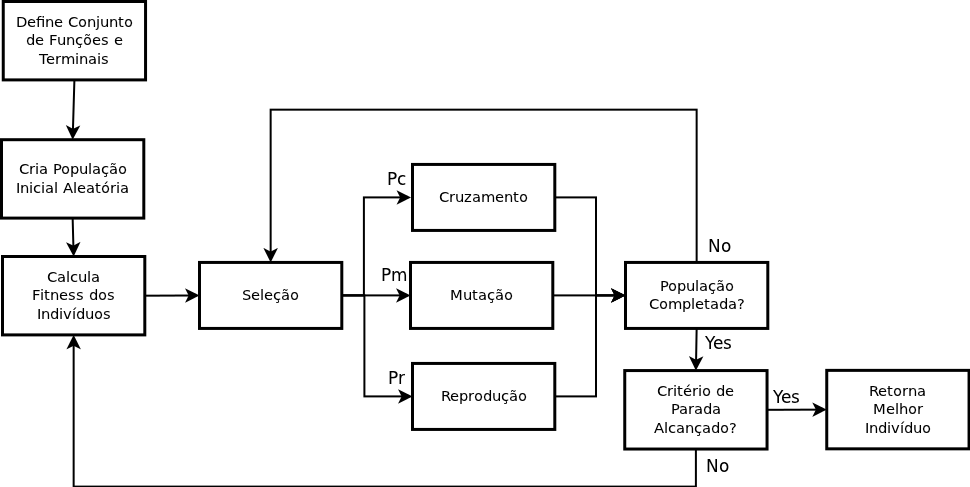 Define Conjunto
de Funções e
Terminais
Cria População
Inicial Aleatória
Calcula
Fitness dos
Indivíduos
Seleção
Pc
Cruzamento
Pm
Mutação
Pr
Reprodução
No
População
Completada?
Yes
Critério de
Parada
Alcançado?
Yes
Retorna
Melhor
Indivíduo
No